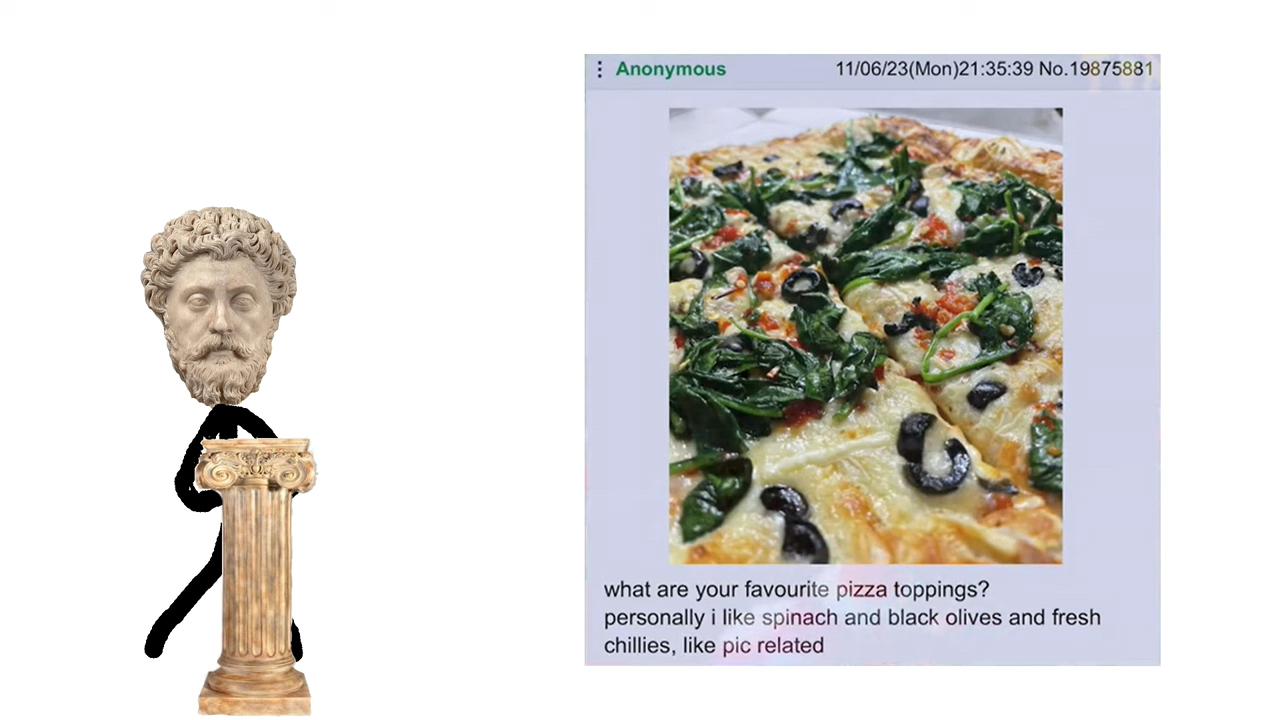 Anonymous 11/06/23(Mon)21:35:39 No.19875881
what are your favourite pizza toppings?
personally i like spinach and black olives and fresh
chillies, like pic related